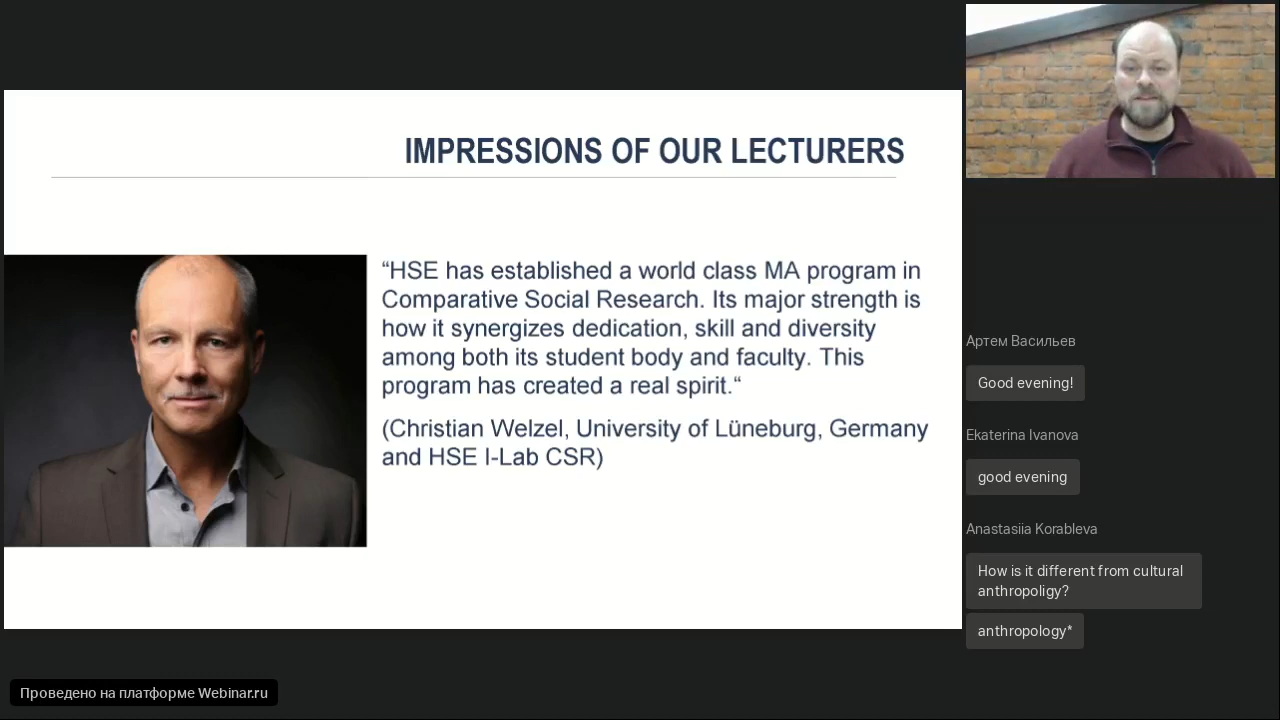 IMPRESSIONS OF OUR LECTURERS
“HSE has established a world class MA program in
Comparative Social Research. Its major strength is
how it synergizes dedication, skill and diversity
among both its student body and faculty. This
program has created a real spirit.“
(Christian Welzel, University of Lüneburg, Germany
and HSE I-Lab CSR)
Артем Васильев
Good evening!
Ekaterina Ivanova
good evening
Anastasiia Korableva
How is it different from cultural
anthropoligy?
anthropology*
Проведено на платформе Webinar.ru